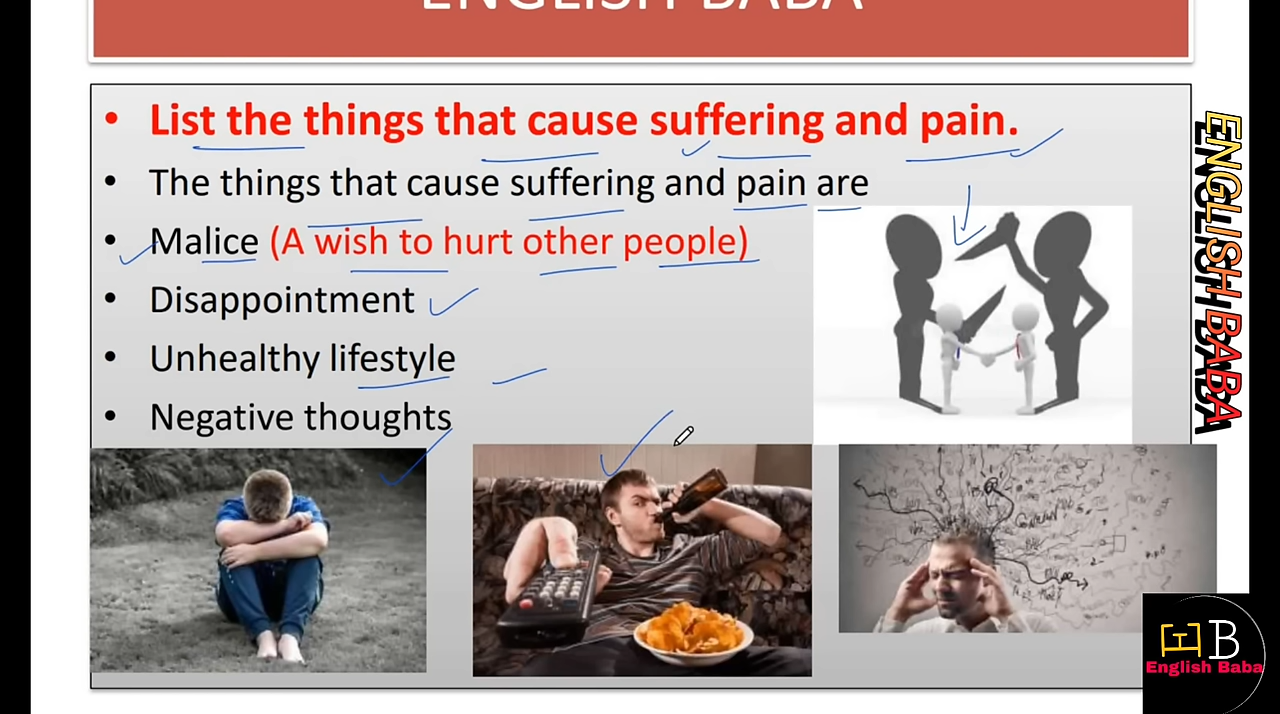 ENGLISH BABA
• List the things that cause suffering and pain.
• The things that cause suffering and pain are
• Malice (A wish to hurt other people)
• Disappointment
• Unhealthy lifestyle
• Negative thoughts
ENGLISH BABA
EB
English Baba